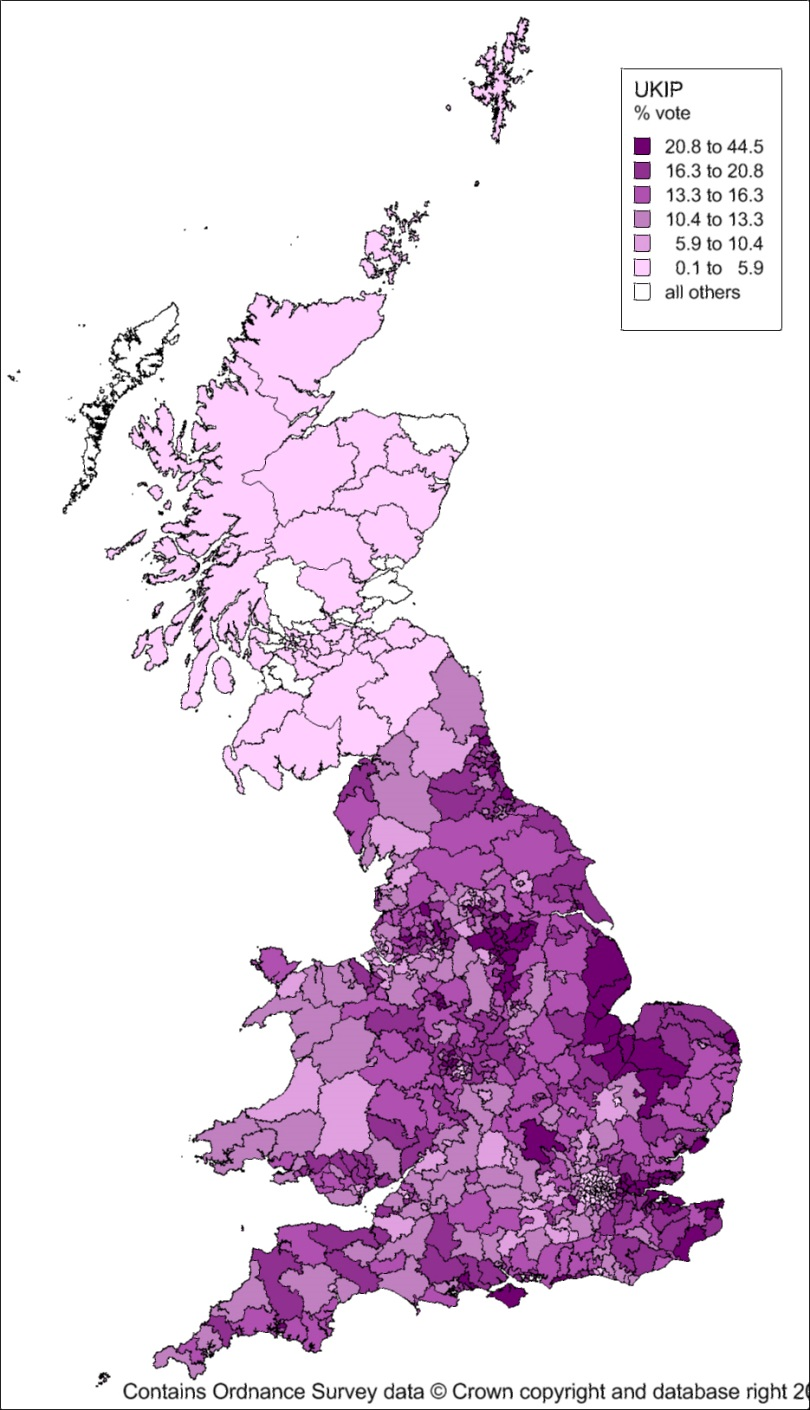 UKIP
% vote
20.8 to 44.5
16.3 to 20.8
13.3 to 16.3
10.4 to 13.3
5.9 to 10.4
0.1 to 5.9
all others
Contains Ordnance Survey data © Crown copyright and database right 20